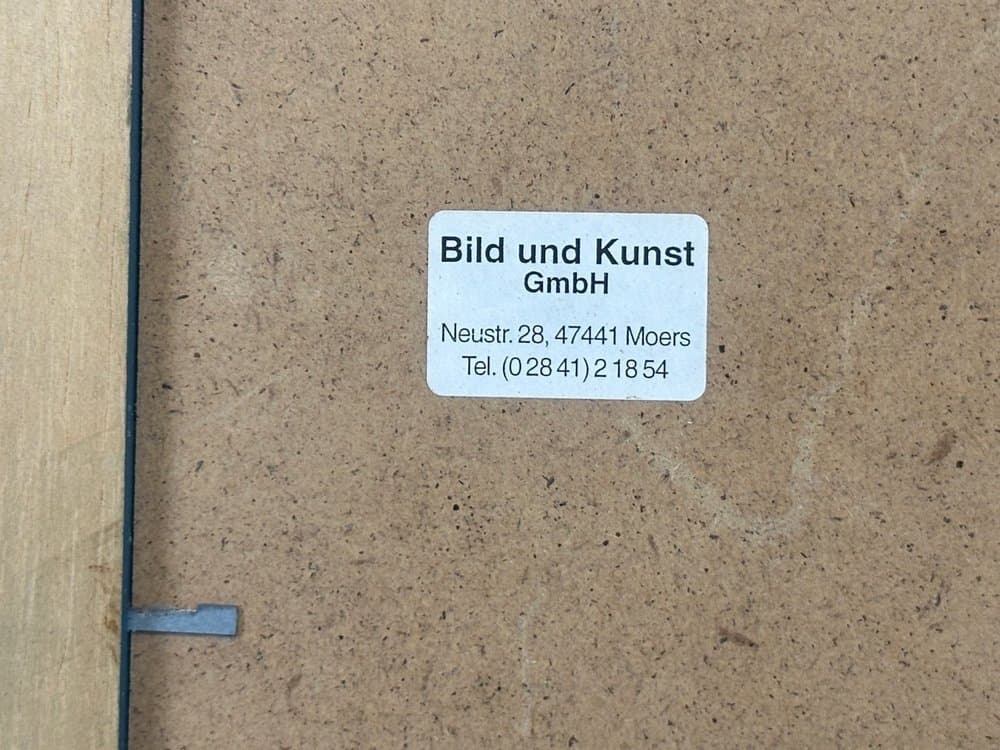 Bild und Kunst
GmbH
Neustr. 28, 47441 Moers
Tel. (0 28 41) 2 18 54